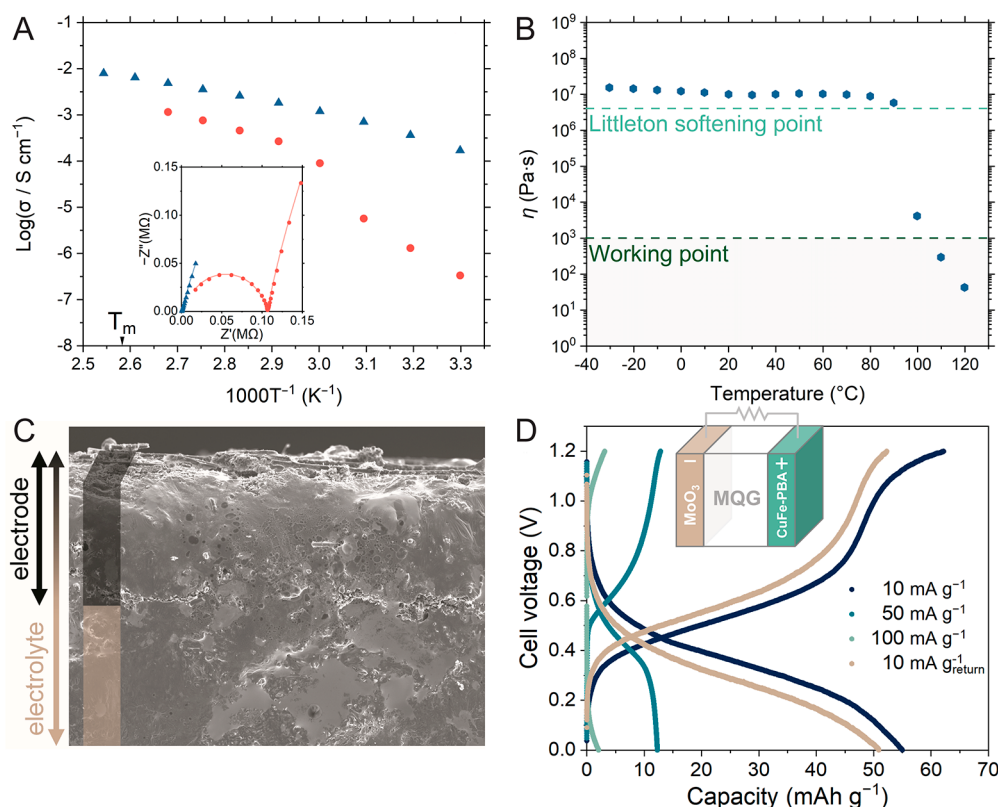 A
-1
-2
-3
-4
-5
-6
-7
-8
Log(σ / S cm⁻¹)
0.15
0.10
0.05
0.00
-Z"(MΩ)
0.00 0.05 0.10 0.15
Z'(MΩ)
Tm
2.5 2.6 2.7 2.8 2.9 3.0 3.1 3.2 3.3
1000T⁻¹ (K⁻¹)
B
10⁹
10⁸
10⁷
10⁶
10⁵
10⁴
10³
10²
10¹
10⁰
η (Pa·s)
Littleton softening point
Working point
-40 -20 0 20 40 60 80 100 120
Temperature (°C)
C
electrode
electrolyte
D
1.2
1.0
0.8
0.6
0.4
0.2
0.0
Cell voltage (V)
MoO₃ −
MQG
CuFe-PBA +
10 mA g⁻¹
50 mA g⁻¹
100 mA g⁻¹
10 mA g⁻¹return
0 10 20 30 40 50 60 70
Capacity (mAh g⁻¹)